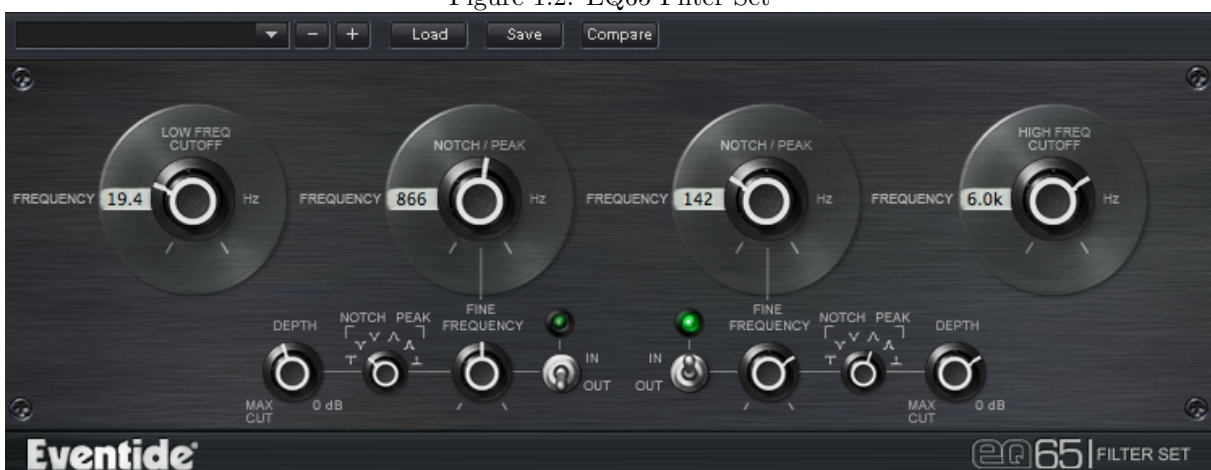 Figure 1.2: EQ65 Filter Set
− + Load Save Compare
LOW FREQ
CUTOFF
FREQUENCY 19.4 Hz
NOTCH / PEAK
FREQUENCY 866 Hz
NOTCH / PEAK
FREQUENCY 142 Hz
HIGH FREQ
CUTOFF
FREQUENCY 6.0k Hz
DEPTH
MAX
CUT
0 dB
NOTCH PEAK
FINE
FREQUENCY
IN
OUT
IN
OUT
FINE
FREQUENCY
NOTCH PEAK
DEPTH
MAX
CUT
0 dB
Eventide®
EQ65 FILTER SET